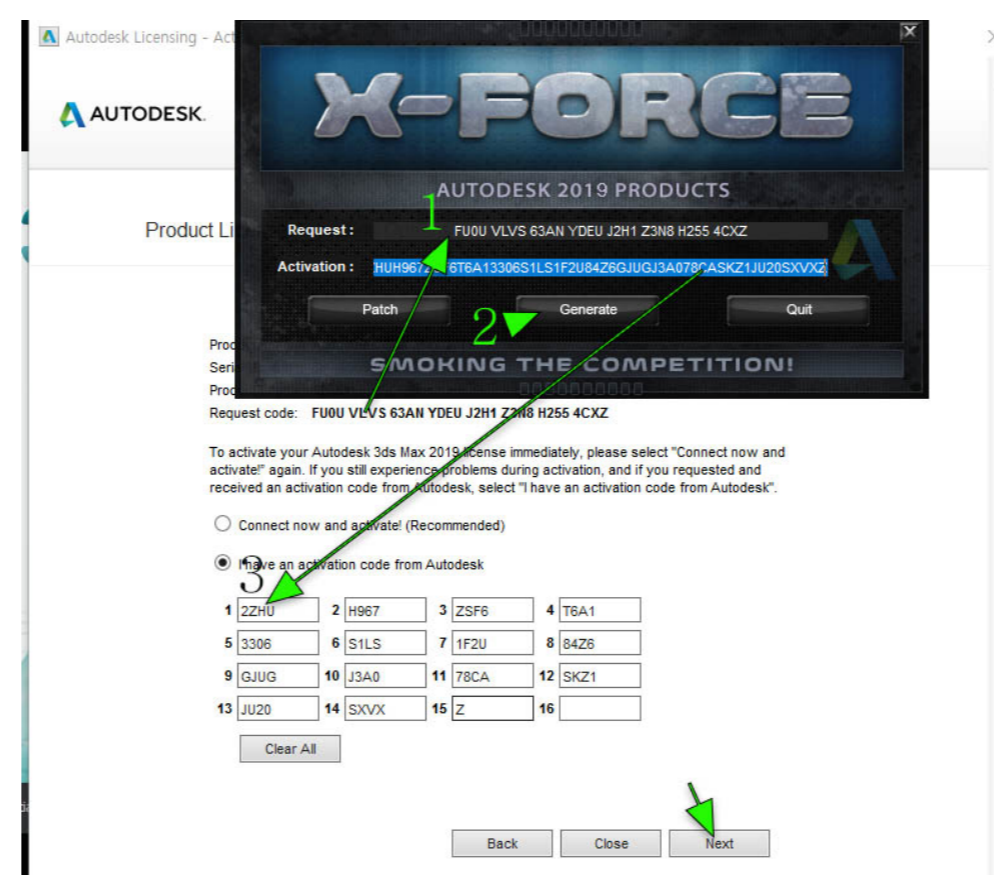 Autodesk Licensing - Act
AUTODESK.
X-FORCE
AUTODESK 2019 PRODUCTS
1
Request :
FU0U VLVS 63AN YDEU J2H1 Z3N8 H255 4CXZ
Activation :
Patch
Generate
Quit
2
SMOKING THE COMPETITION!
Product Li
Prod
Seri
Prod
Request code: FU0U VLVS 63AN YDEU J2H1 Z3N8 H255 4CXZ
To activate your Autodesk 3ds Max 2019 license immediately, please select "Connect now and
activate!" again. If you still experience problems during activation, and if you requested and
received an activation code from Autodesk, select "I have an activation code from Autodesk".
Connect now and activate! (Recommended)
I have an activation code from Autodesk
3
1 2ZHU 2 H967 3 ZSF6 4 T6A1
5 3306 6 S1LS 7 1F2U 8 84Z6
9 GJUG 10 J3A0 11 78CA 12 SKZ1
13 JU20 14 SXVX 15 Z 16
Clear All
Back Close Next